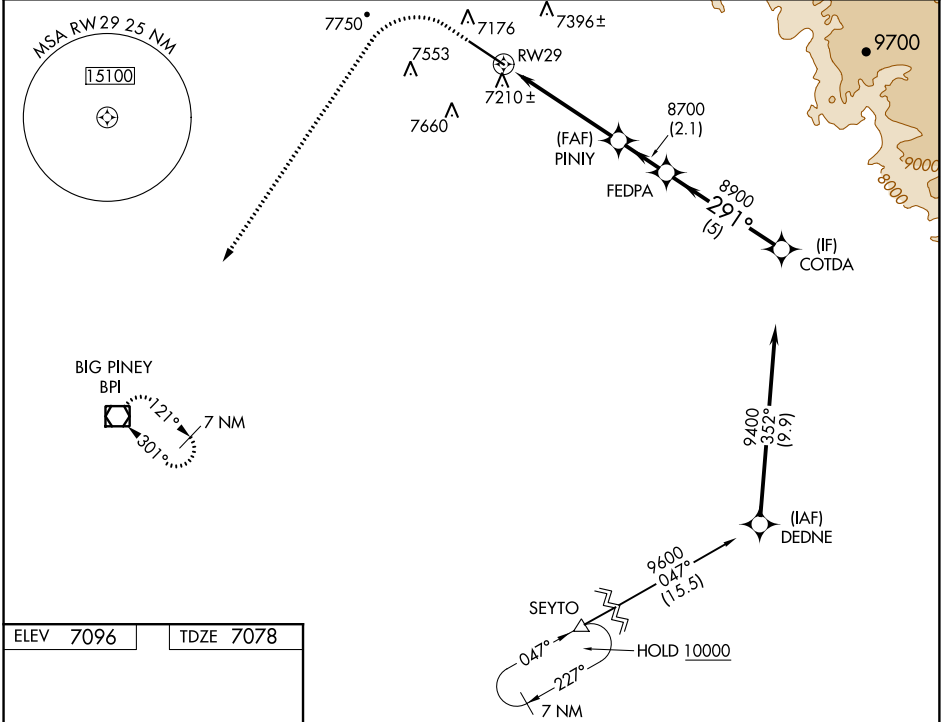 MSA RW29 25 NM
15100
7750
7176
7396±
7553
RW29
7210±
7660
9700
8700
(2.1)
(FAF)
PINIY
FEDPA
8900
291°
(5)
(IF)
COTDA
9000
8000
BIG PINEY
BPI
121°
7 NM
301°
9400
352°
(9.9)
(IAF)
DEDNE
9600
047°
(15.5)
SEYTO
047°
HOLD 10000
227°
7 NM
ELEV 7096
TDZE 7078